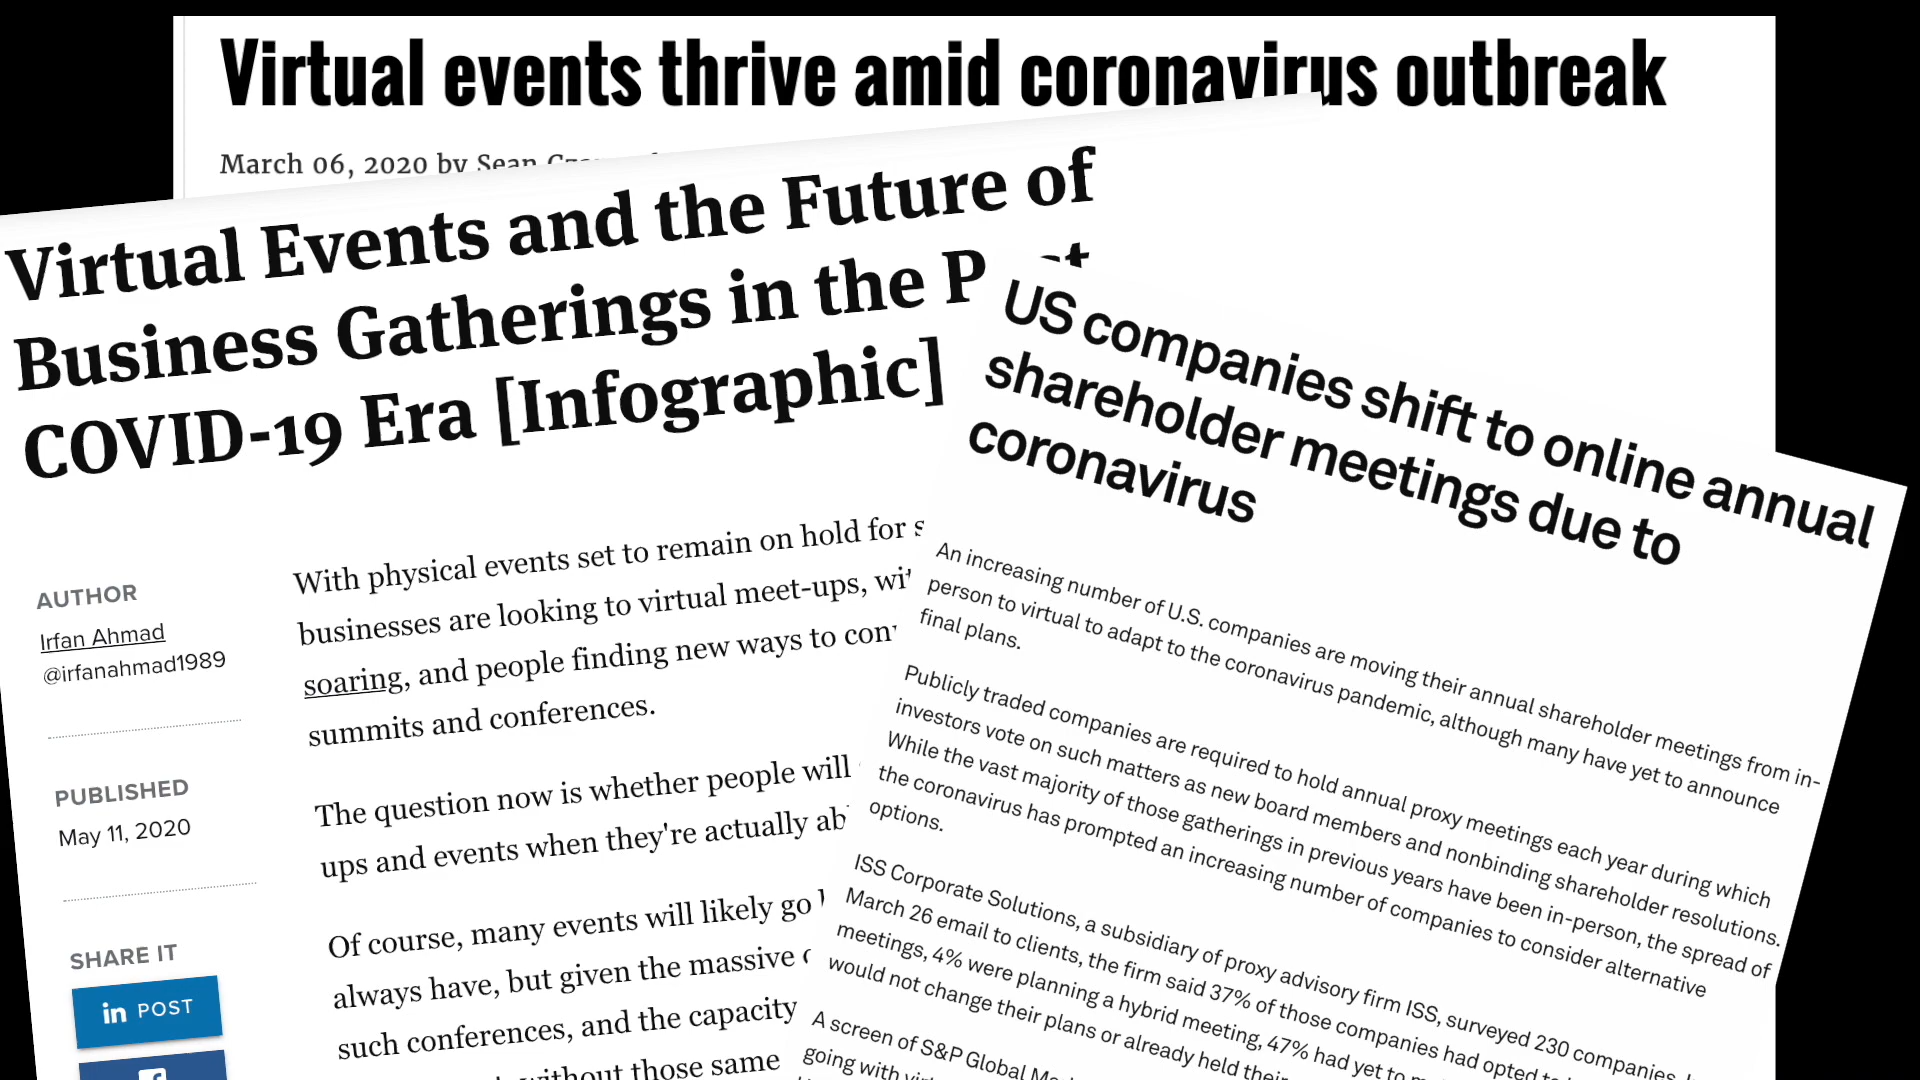 Virtual events thrive amid coronavirus outbreak
March 06, 2020 by Sean
Virtual Events and the Future of
Business Gatherings in the
COVID-19 Era [Infographic]
AUTHOR
Irfan Ahmad
@irfanahmad1989
PUBLISHED
May 11, 2020
SHARE IT
in POST
With physical events set to remain on hold for
businesses are looking to virtual meet-ups,
soaring, and people finding new ways to
summits and conferences.
The question now is whether people will
ups and events when they're actually
Of course, many events will likely go
always have, but given the massive
such conferences, and the capacity
without those same
US companies shift to online annual
shareholder meetings due to
coronavirus
An increasing number of U.S. companies are moving their annual shareholder meetings from in-
person to virtual to adapt to the coronavirus pandemic, although many have yet to announce
final plans.
Publicly traded companies are required to hold annual proxy meetings each year during which
investors vote on such matters as new board members and nonbinding shareholder resolutions.
While the vast majority of those gatherings in previous years have been in-person, the spread of
the coronavirus has prompted an increasing number of companies to consider alternative
options.
ISS Corporate Solutions, a subsidiary of proxy advisory firm ISS, surveyed 230 companies.
March 26 email to clients, the firm said 37% of those companies had opted
meetings, 4% were planning a hybrid meeting, 47% had yet to
would not change their plans or already held their
A screen of S&P Global
going with